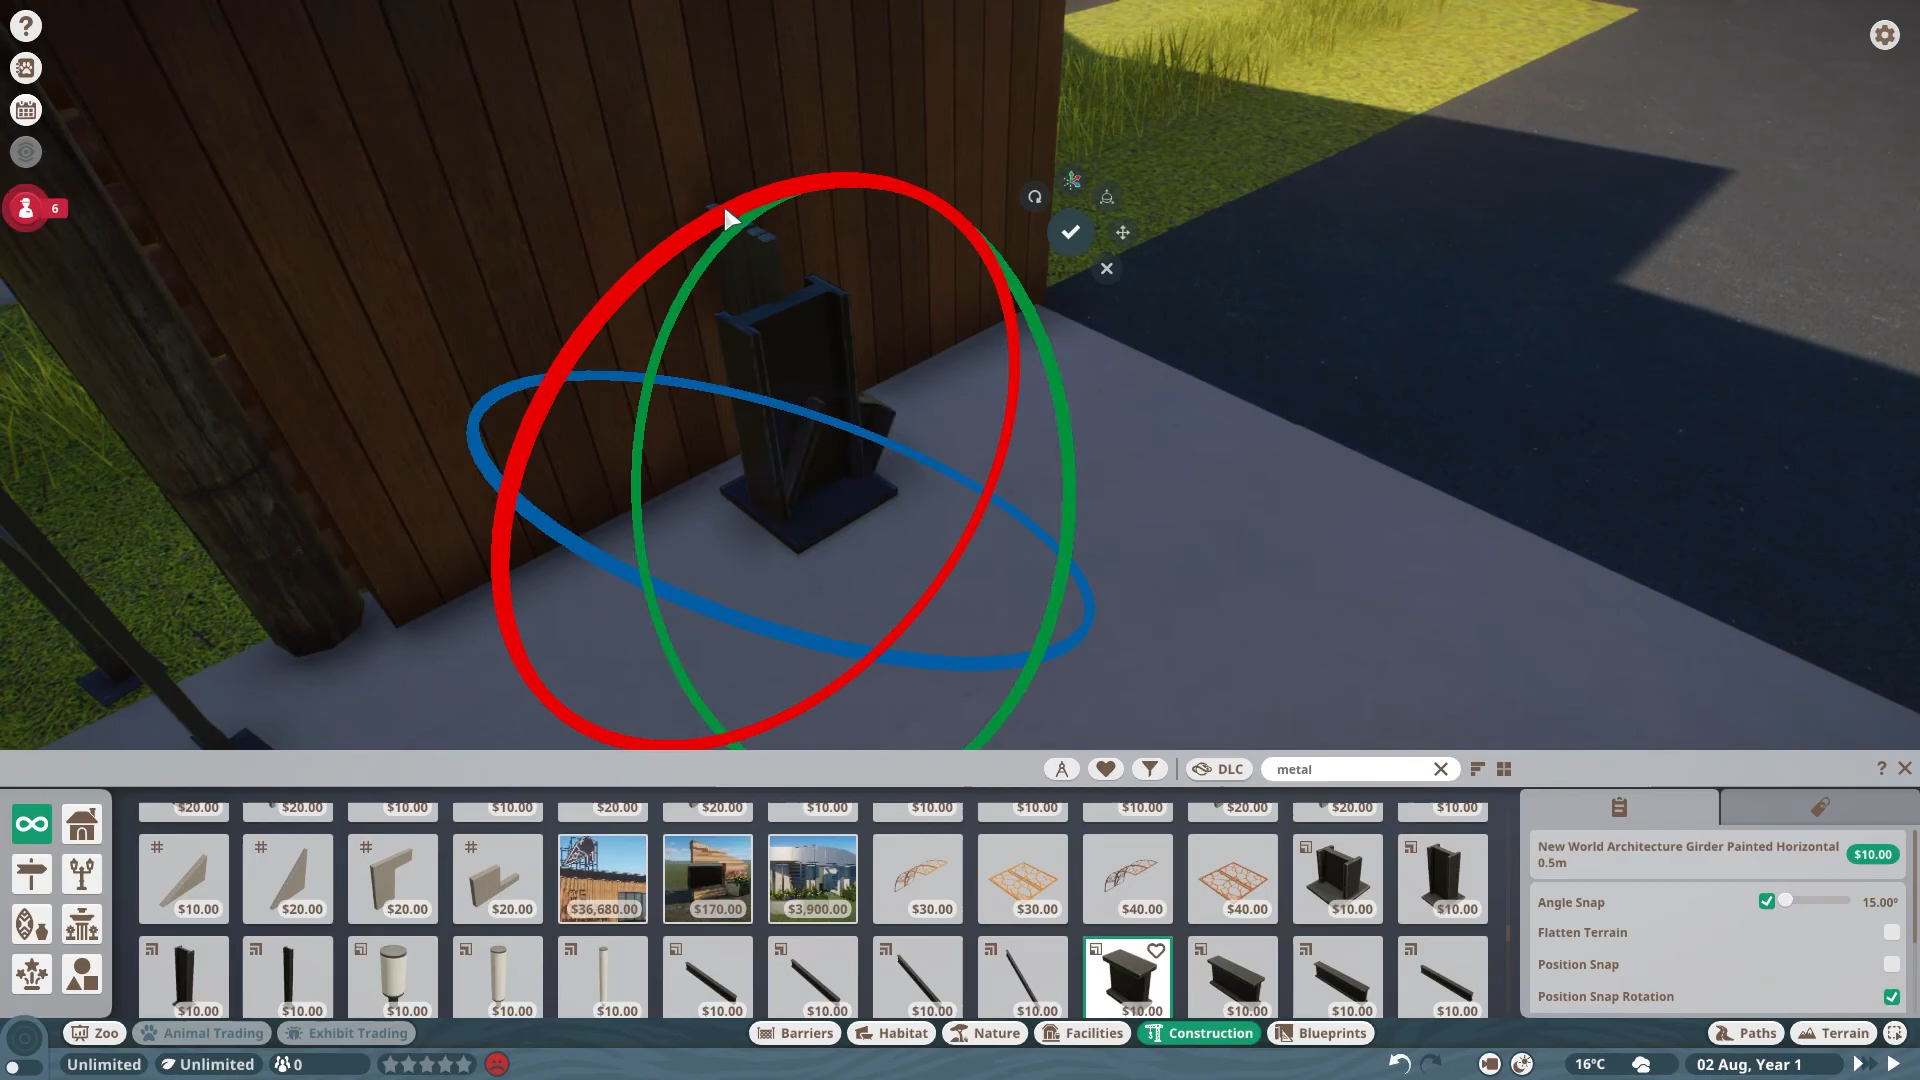 ?
6
DLC
metal
?
$20.00 $20.00 $10.00 $10.00 $20.00 $20.00 $10.00 $10.00 $10.00 $10.00 $20.00 $20.00 $10.00
$10.00 $20.00 $20.00 $20.00 $36,680.00 $170.00 $3,900.00 $30.00 $30.00 $40.00 $40.00 $10.00 $10.00
$10.00 $10.00 $10.00 $10.00 $10.00 $10.00 $10.00 $10.00 $10.00 $10.00 $10.00 $10.00 $10.00
New World Architecture Girder Painted Horizontal
0.5m
$10.00
Angle Snap 15.00°
Flatten Terrain
Position Snap
Position Snap Rotation
Zoo Animal Trading Exhibit Trading Barriers Habitat Nature Facilities Construction Blueprints Paths Terrain
Unlimited Unlimited 0 16°C 02 Aug, Year 1